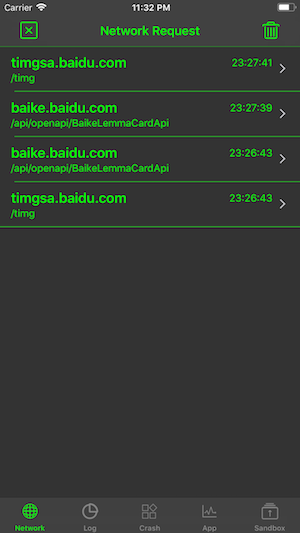 Carrier 11:32 PM
Network Request
timgsa.baidu.com 23:27:41
/timg
baike.baidu.com 23:27:39
/api/openapi/BaikeLemmaCardApi
baike.baidu.com 23:26:43
/api/openapi/BaikeLemmaCardApi
timgsa.baidu.com 23:26:43
/timg
Network Log Crash App Sandbox